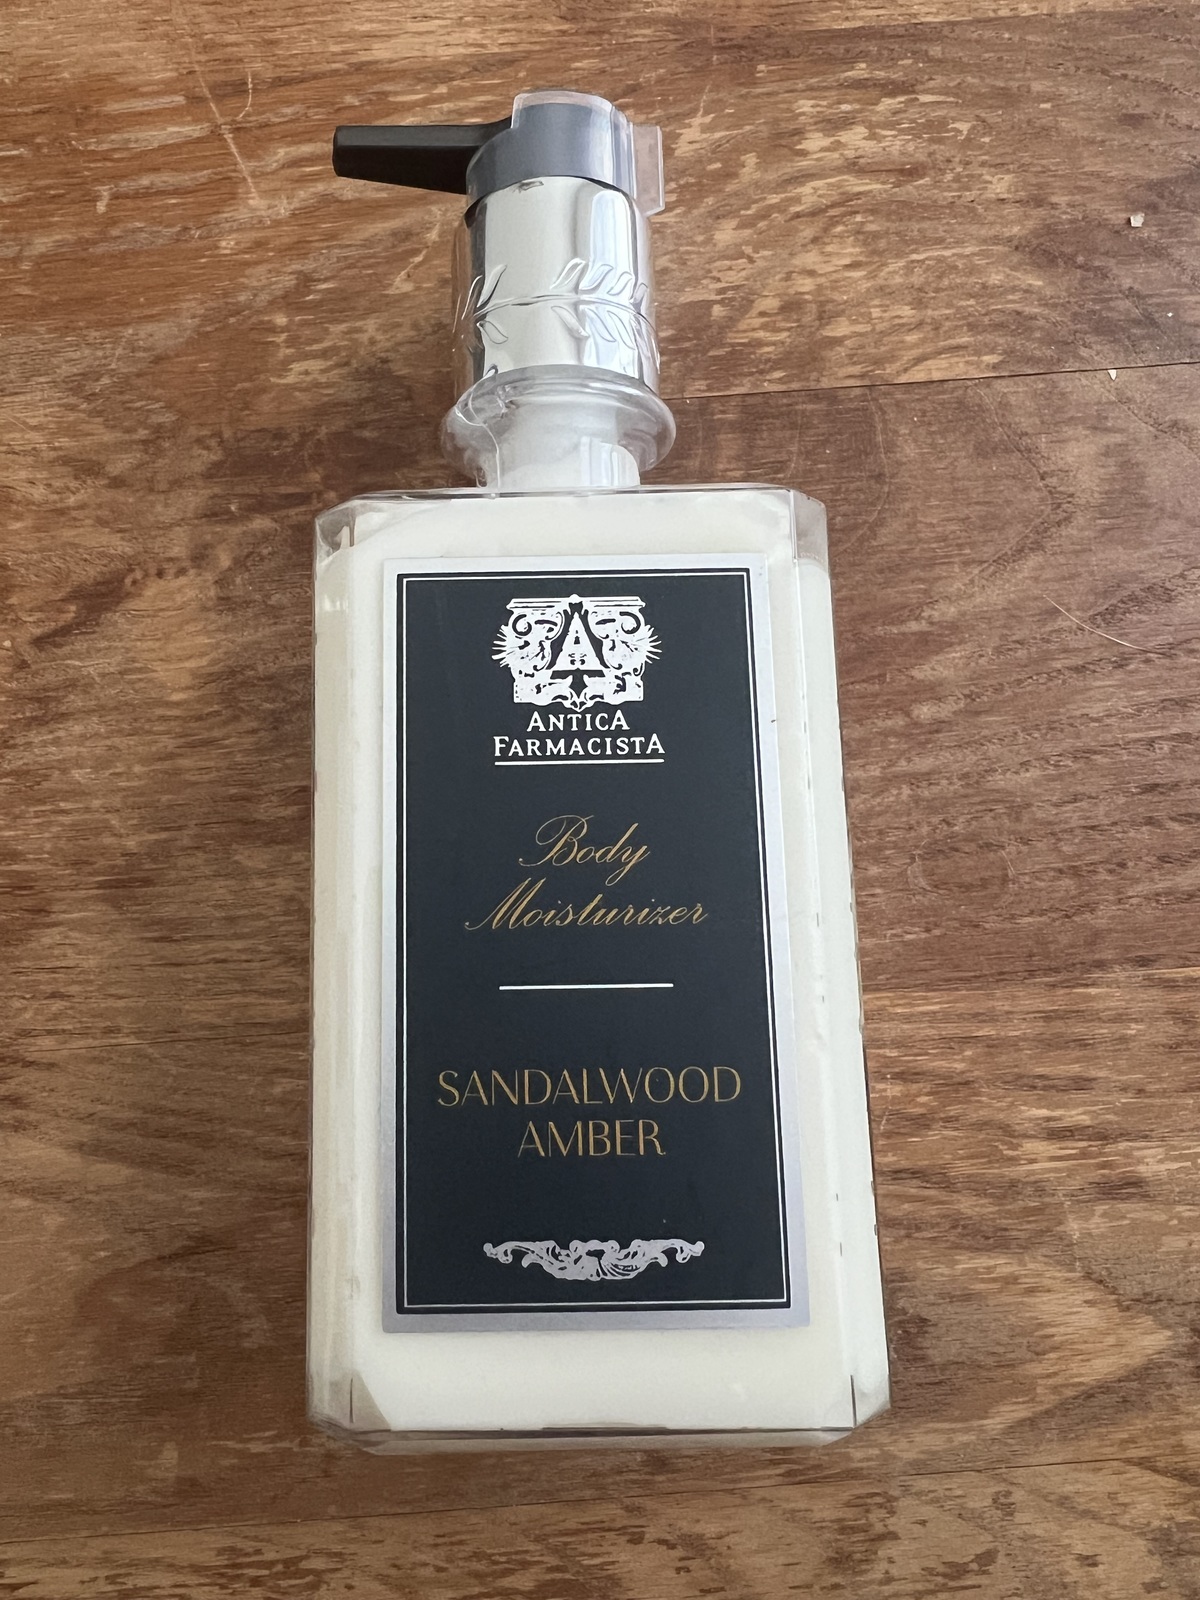 A
ANTICA
FARMACISTA
Body
Moisturizer
SANDALWOOD
AMBER